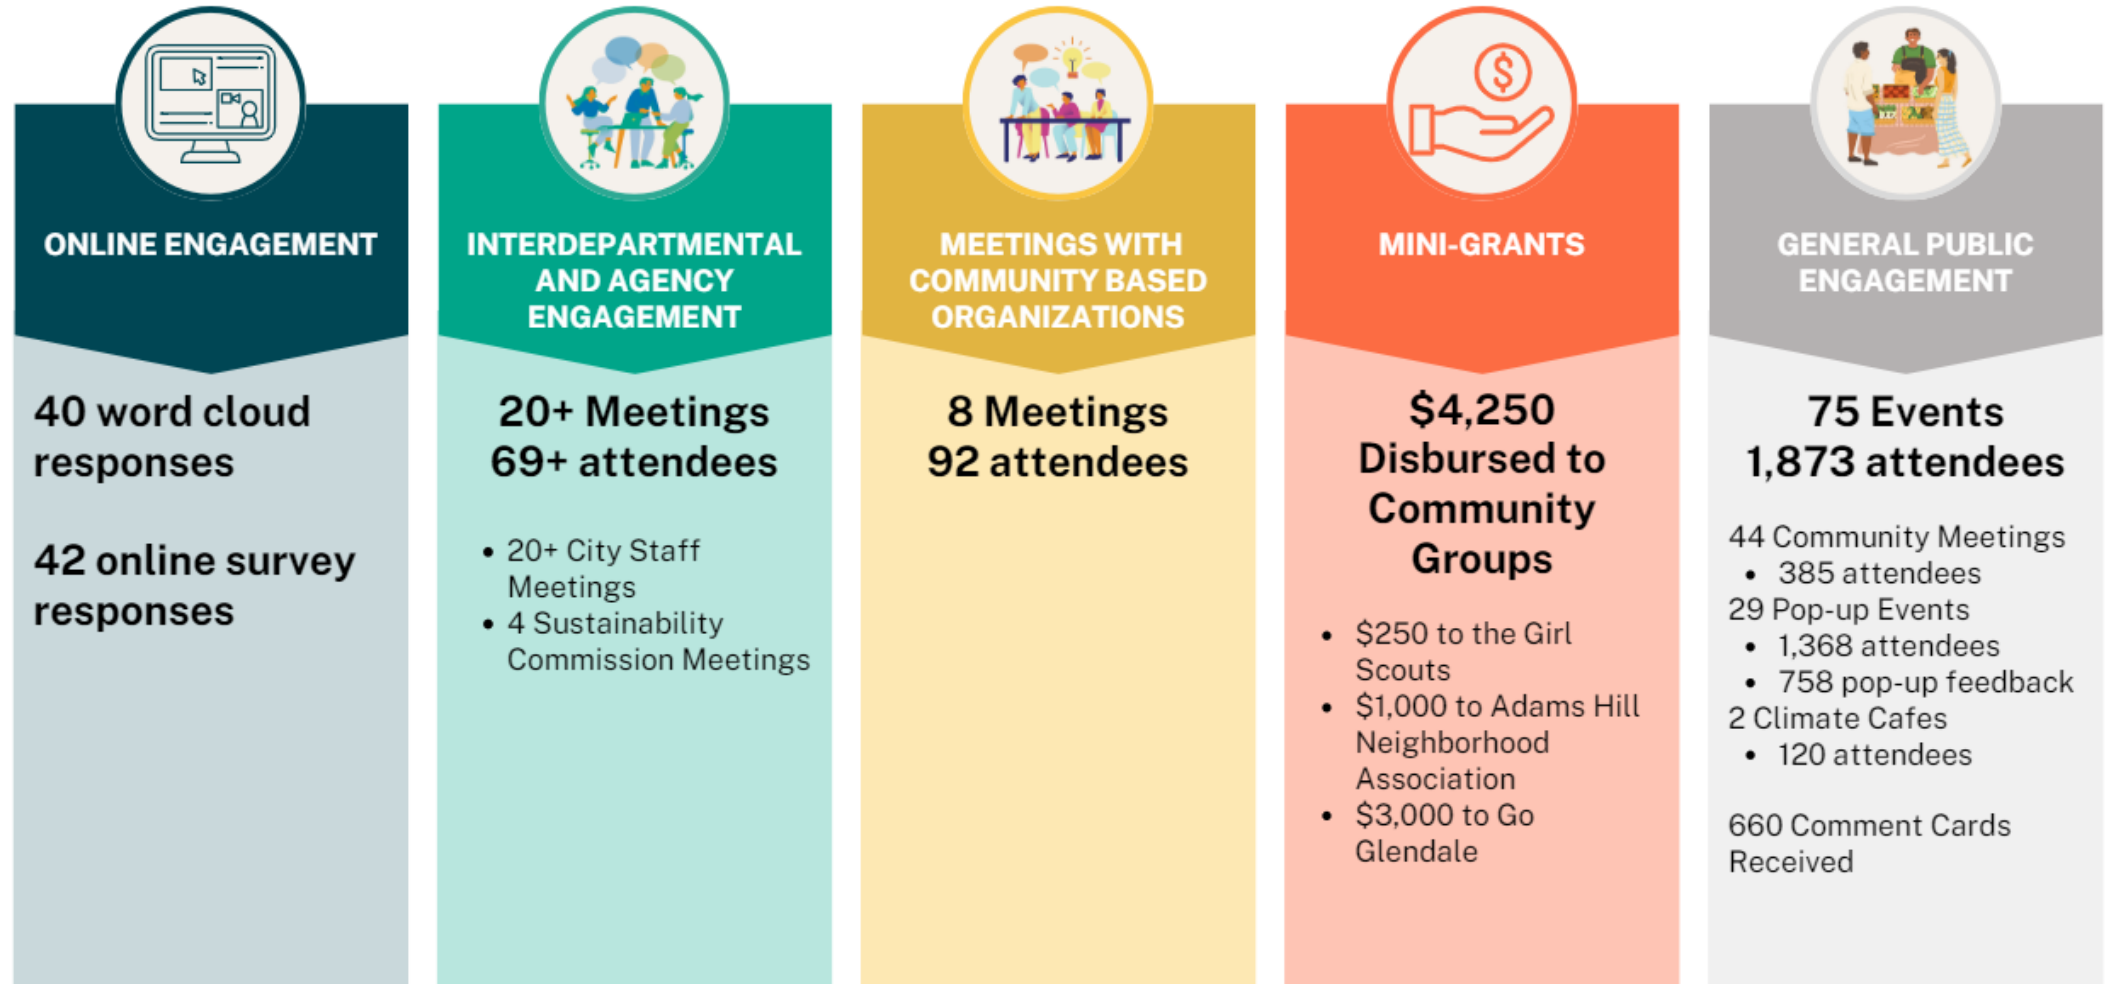 ONLINE ENGAGEMENT
40 word cloud
responses
42 online survey
responses
INTERDEPARTMENTAL
AND AGENCY
ENGAGEMENT
20+ Meetings
69+ attendees
• 20+ City Staff
Meetings
• 4 Sustainability
Commission Meetings
MEETINGS WITH
COMMUNITY BASED
ORGANIZATIONS
8 Meetings
92 attendees
MINI-GRANTS
$4,250
Disbursed to
Community
Groups
• $250 to the Girl
Scouts
• $1,000 to Adams Hill
Neighborhood
Association
• $3,000 to Go
Glendale
GENERAL PUBLIC
ENGAGEMENT
75 Events
1,873 attendees
44 Community Meetings
• 385 attendees
29 Pop-up Events
• 1,368 attendees
• 758 pop-up feedback
2 Climate Cafes
• 120 attendees
660 Comment Cards
Received